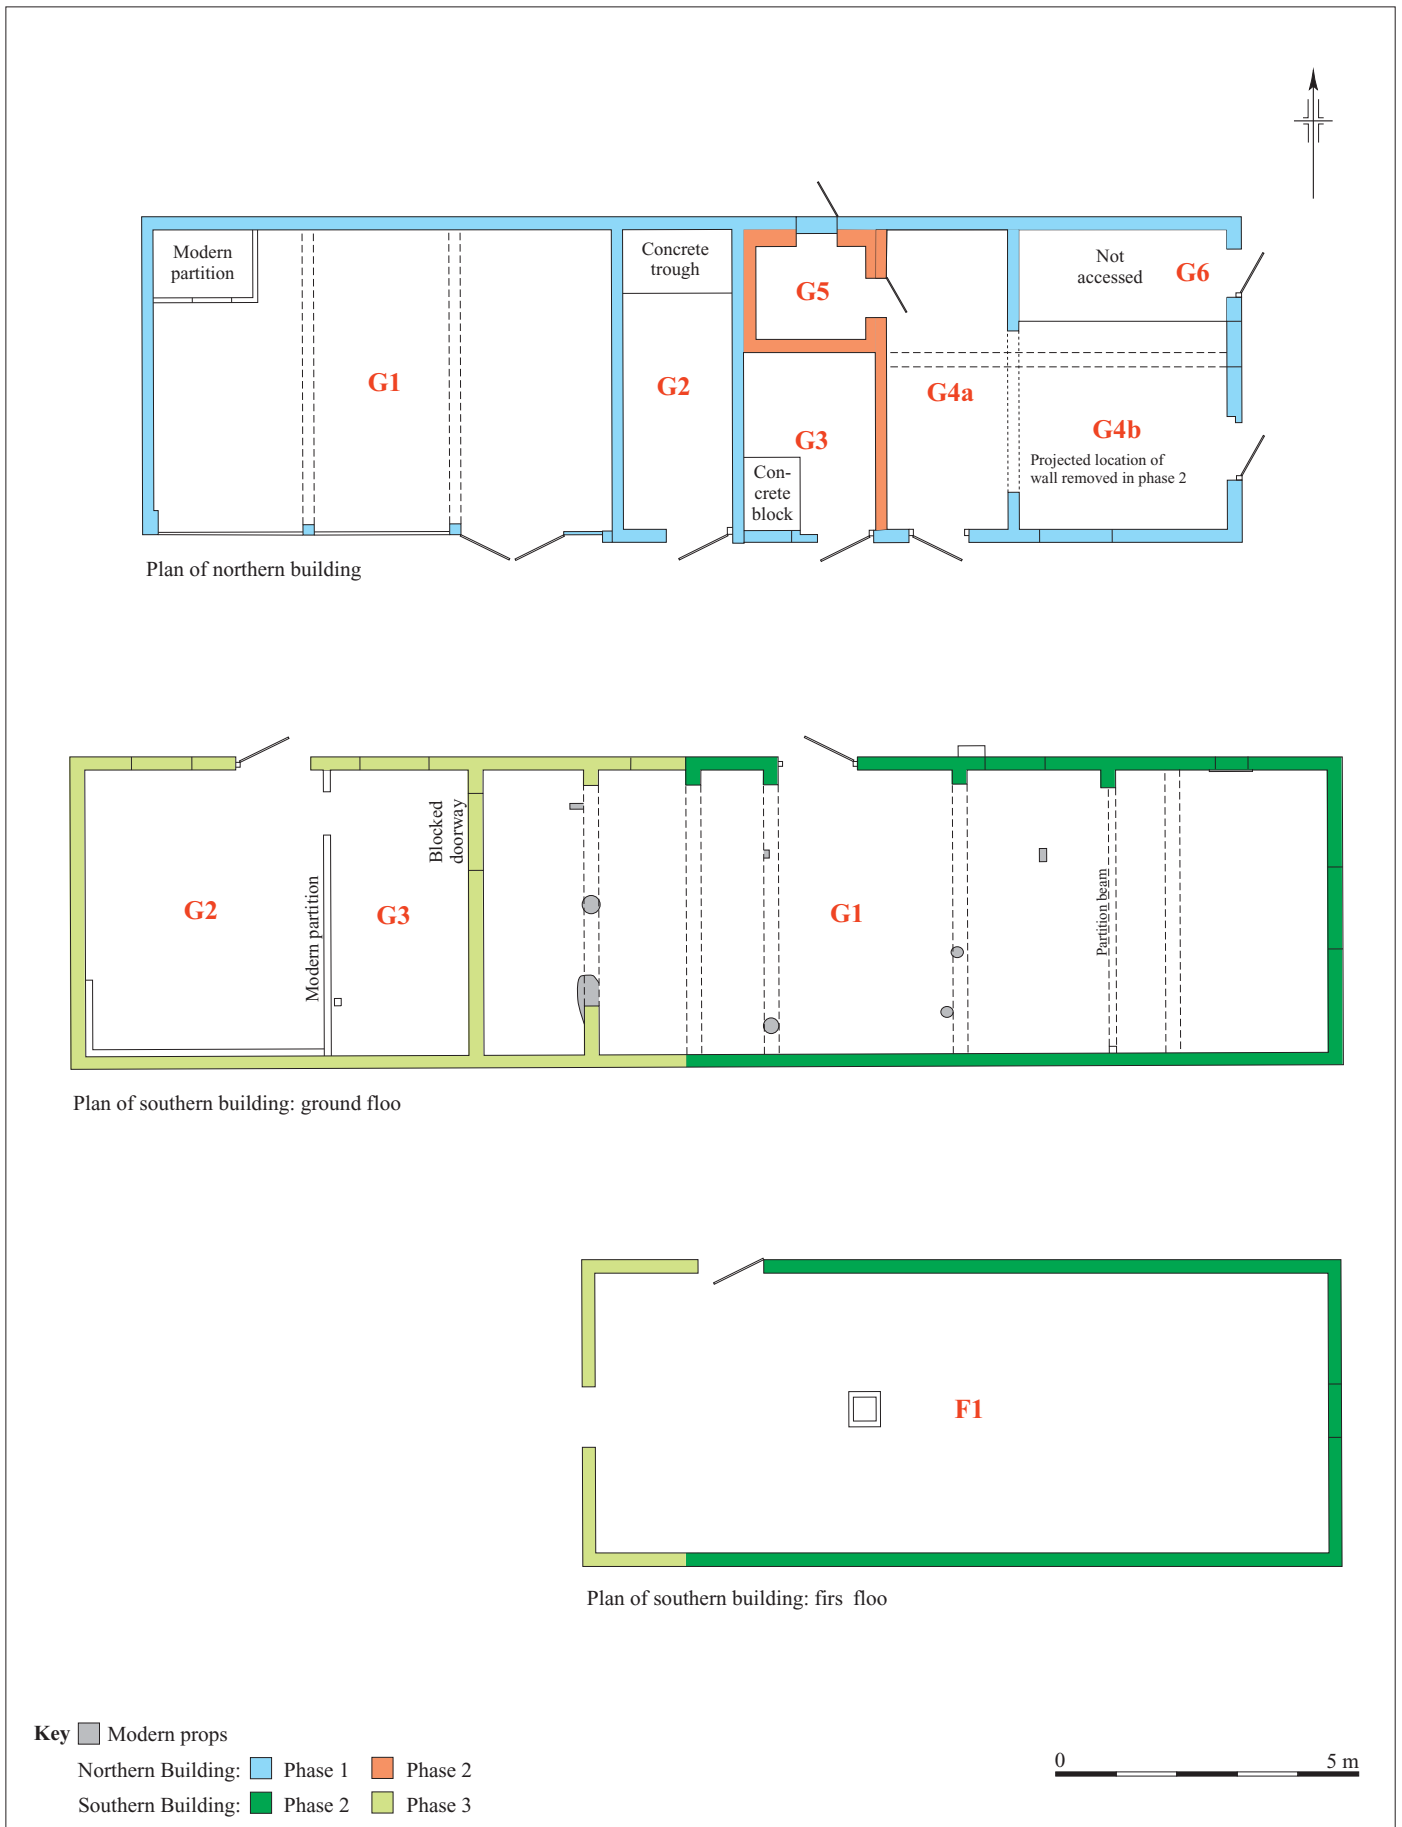 Modern
partition
Concrete
trough
G5
Not
accessed
G6
G1
G2
G4a
G3
G4b
Projected location of
wall removed in phase 2
Con-
crete
block
Plan of northern building
Blocked
doorway
Modern partition
G2
G3
G1
Partition beam
Plan of southern building: ground floo
F1
Plan of southern building: firs floo
Key Modern props
Northern Building: Phase 1 Phase 2
Southern Building: Phase 2 Phase 3
0 5 m